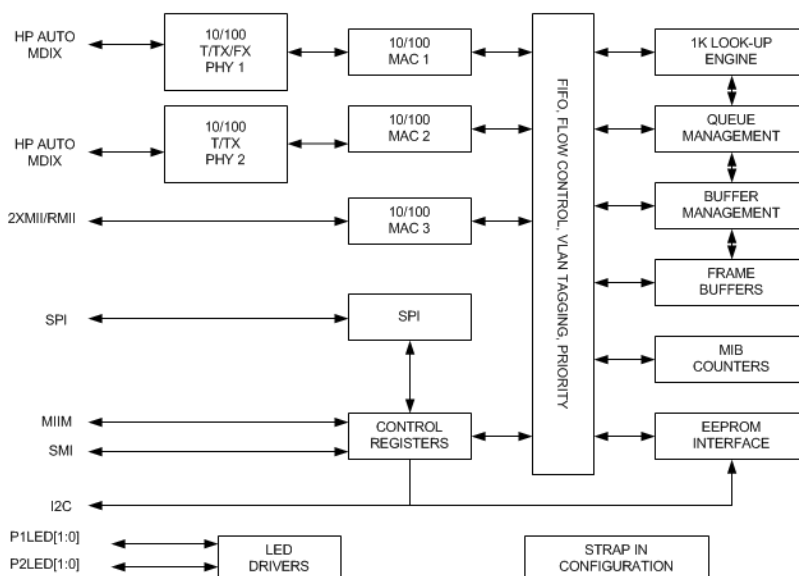 HP AUTO
MDIX
10/100
T/TX/FX
PHY 1
10/100
MAC 1
1K LOOK-UP
ENGINE
HP AUTO
MDIX
10/100
T/TX
PHY 2
10/100
MAC 2
QUEUE
MANAGEMENT
2XMII/RMII
10/100
MAC 3
BUFFER
MANAGEMENT
FIFO, FLOW CONTROL, VLAN TAGGING, PRIORITY
FRAME
BUFFERS
SPI
SPI
MIB
COUNTERS
MIIM
SMI
CONTROL
REGISTERS
EEPROM
INTERFACE
I2C
P1LED[1:0]
P2LED[1:0]
LED
DRIVERS
STRAP IN
CONFIGURATION